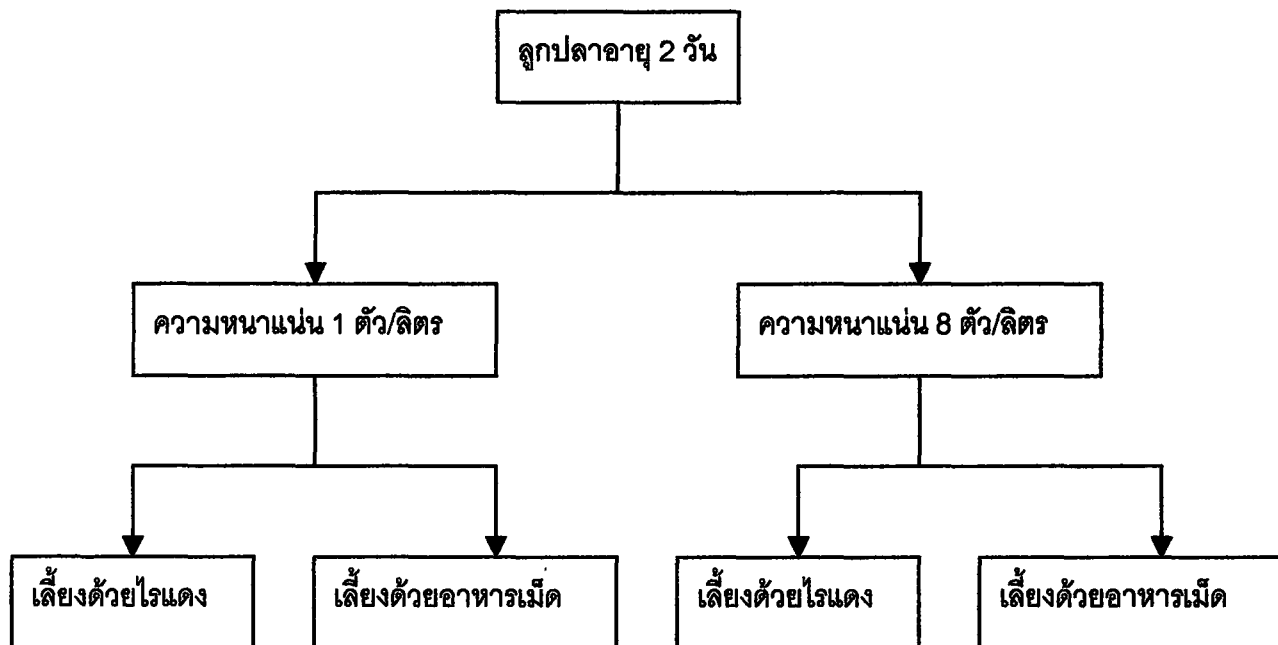 ลูกปลาอายุ 2 วัน
ความหนาแน่น 1 ตัว/ลิตร
ความหนาแน่น 8 ตัว/ลิตร
เลี้ยงด้วยไรแดง
เลี้ยงด้วยอาหารเม็ด
เลี้ยงด้วยไรแดง
เลี้ยงด้วยอาหารเม็ด